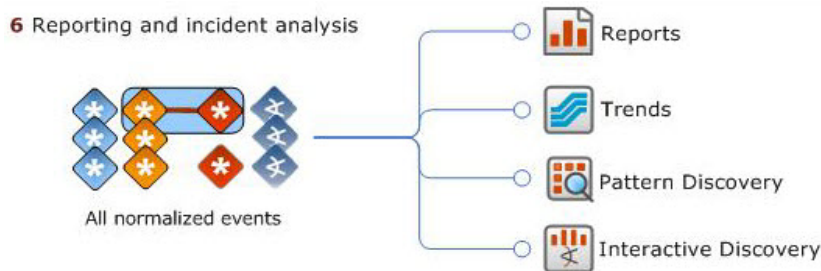 6 Reporting and incident analysis
Reports
Trends
Pattern Discovery
Interactive Discovery
All normalized events